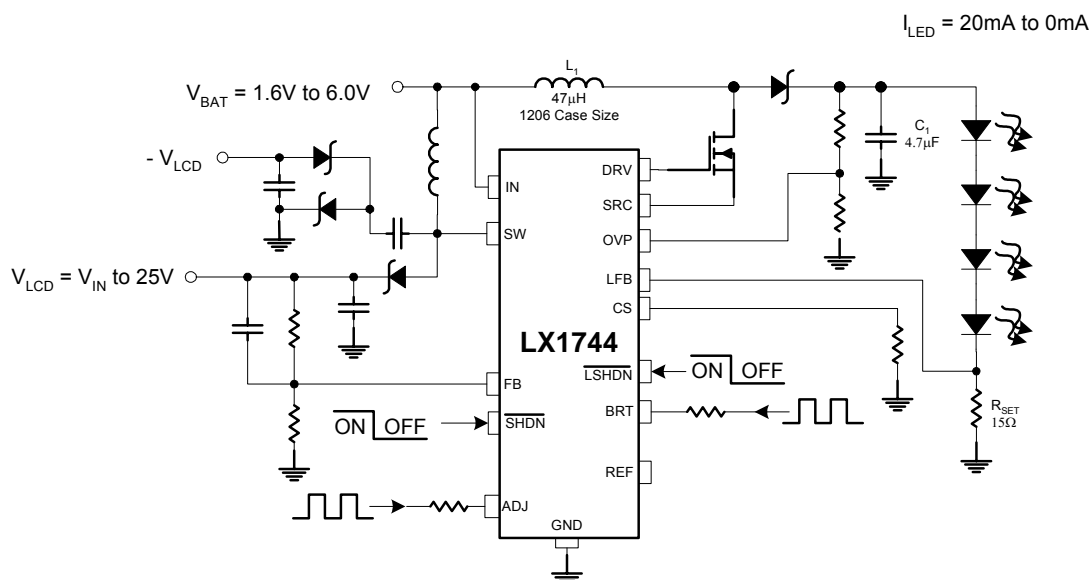 I_LED = 20mA to 0mA
L₁
47µH
1206 Case Size
V_BAT = 1.6V to 6.0V
C₁
4.7µF
- V_LCD
DRV
IN
SRC
SW
OVP
V_LCD = V_IN to 25V
LFB
CS
LX1744
LSHDN
ON OFF
FB
BRT
R_SET
15Ω
ON OFF
SHDN
REF
ADJ
GND